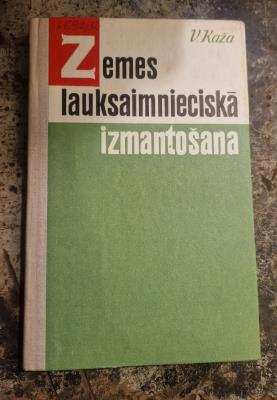 V. Kaža
Zemes
lauksaimnieciskā
izmantošana